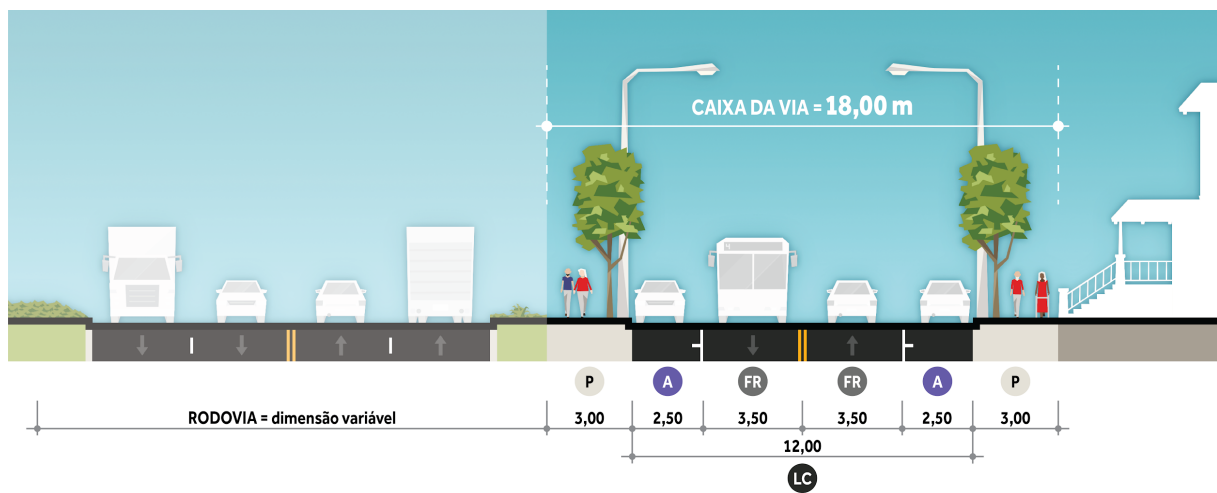 CAIXA DA VIA = 18,00 m
P A FR FR A P
RODOVIA = dimensão variável 3,00 2,50 3,50 3,50 2,50 3,00
12,00
LC